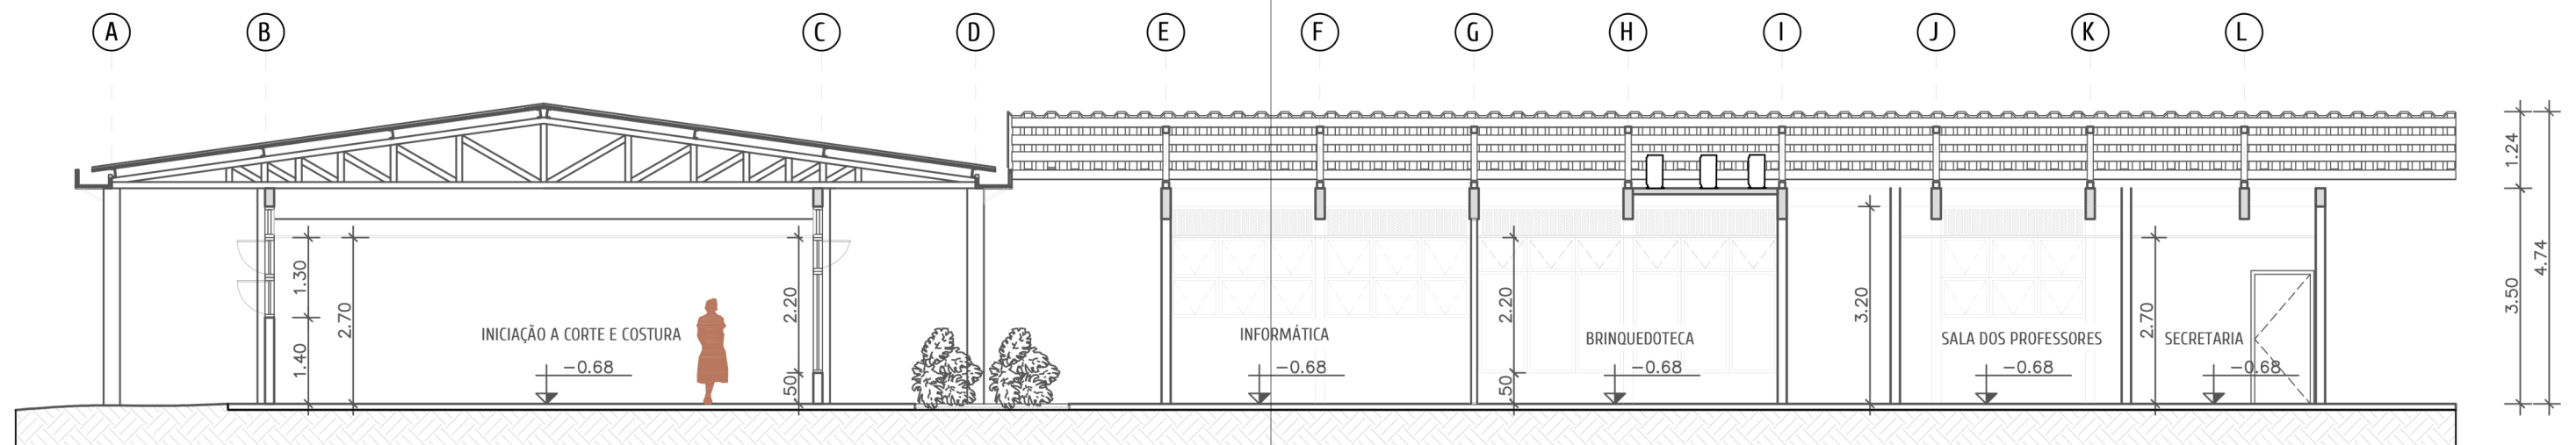 A B C D E F G H I J K L
1.30
2.70
1.40
2.20
.50
INICIAÇÃO A CORTE E COSTURA
−0.68
INFORMÁTICA
−0.68
2.20
.50
BRINQUEDOTECA
−0.68
3.20
SALA DOS PROFESSORES
−0.68
2.70
SECRETARIA
−0.68
1.24
3.50
4.74